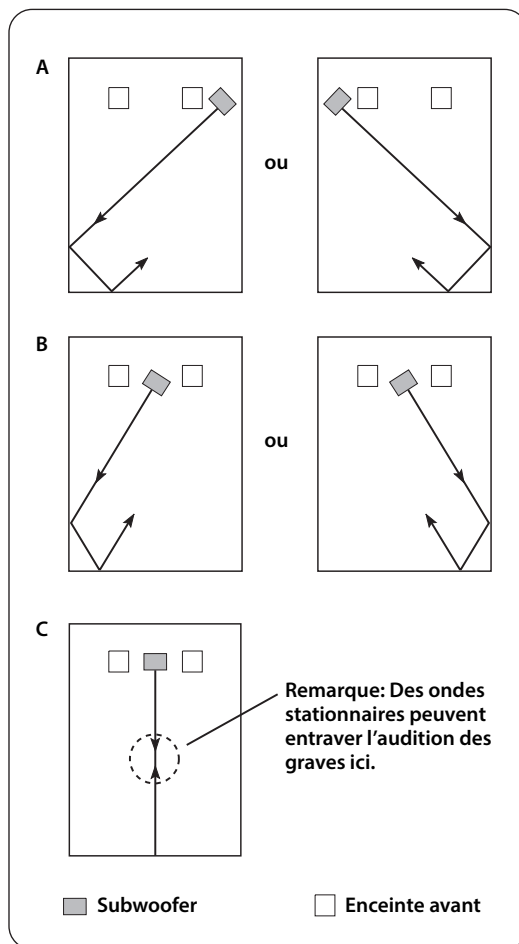 A
ou
B
ou
C
Remarque: Des ondes
stationnaires peuvent
entraver l’audition des
graves ici.
Subwoofer
Enceinte avant